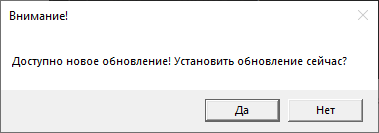 Внимание!
Доступно новое обновление! Установить обновление сейчас?
Да Нет